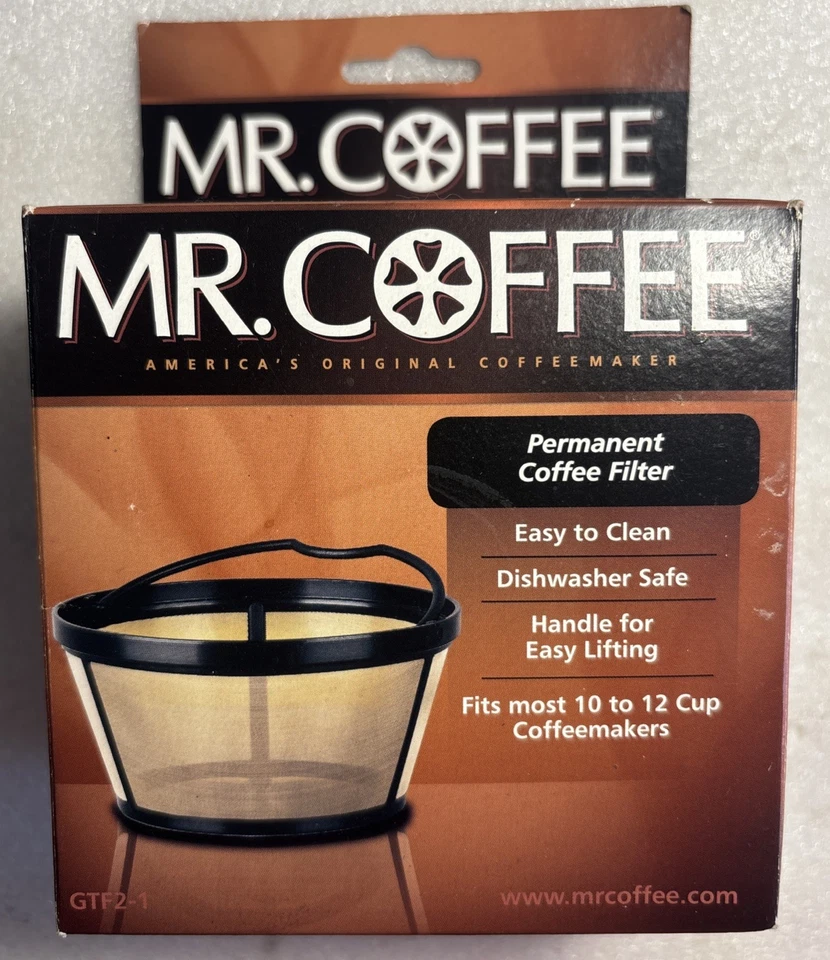 MR. COFFEE®
MR. COFFEE
AMERICA'S ORIGINAL COFFEEMAKER
Permanent
Coffee Filter
Easy to Clean
Dishwasher Safe
Handle for
Easy Lifting
Fits most 10 to 12 Cup
Coffeemakers
GTF2-1
www.mrcoffee.com